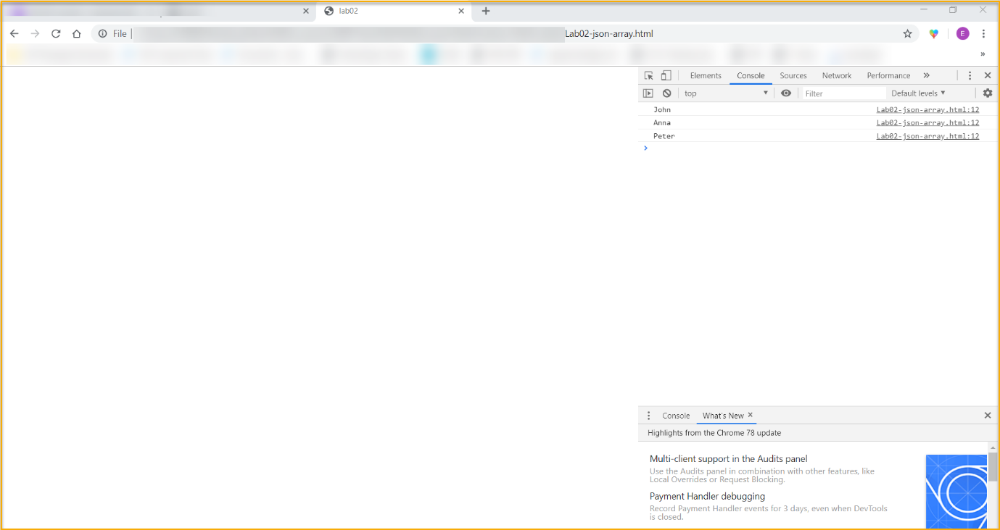 lab02
File | Lab02-json-array.html
E
Elements Console Sources Network Performance »
top Filter Default levels
John Lab02-json-array.html:12
Anna Lab02-json-array.html:12
Peter Lab02-json-array.html:12
Console What's New
Highlights from the Chrome 78 update
Multi-client support in the Audits panel
Use the Audits panel in combination with other features, like
Local Overrides or Request Blocking.
Payment Handler debugging
Record Payment Handler events for 3 days, even when DevTools
is closed.